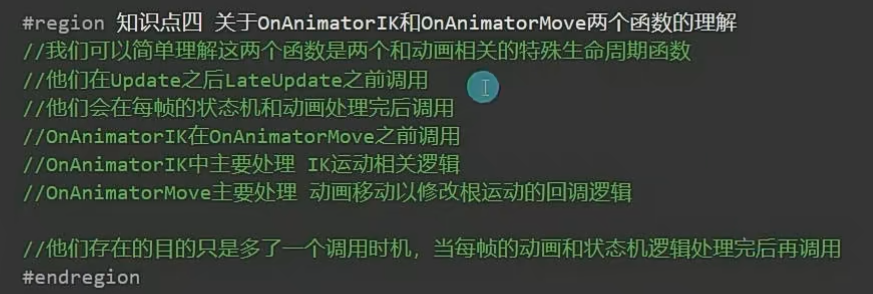 #region 知识点四 关于OnAnimatorIK和OnAnimatorMove两个函数的理解
//我们可以简单理解这两个函数是两个和动画相关的特殊生命周期函数
//他们在Update之后LateUpdate之前调用
//他们会在每帧的状态机和动画处理完后调用
//OnAnimatorIK在OnAnimatorMove之前调用
//OnAnimatorIK中主要处理 IK运动相关逻辑
//OnAnimatorMove主要处理 动画移动以修改根运动的回调逻辑
//他们存在的目的只是多了一个调用时机，当每帧的动画和状态机逻辑处理完后再调用
#endregion